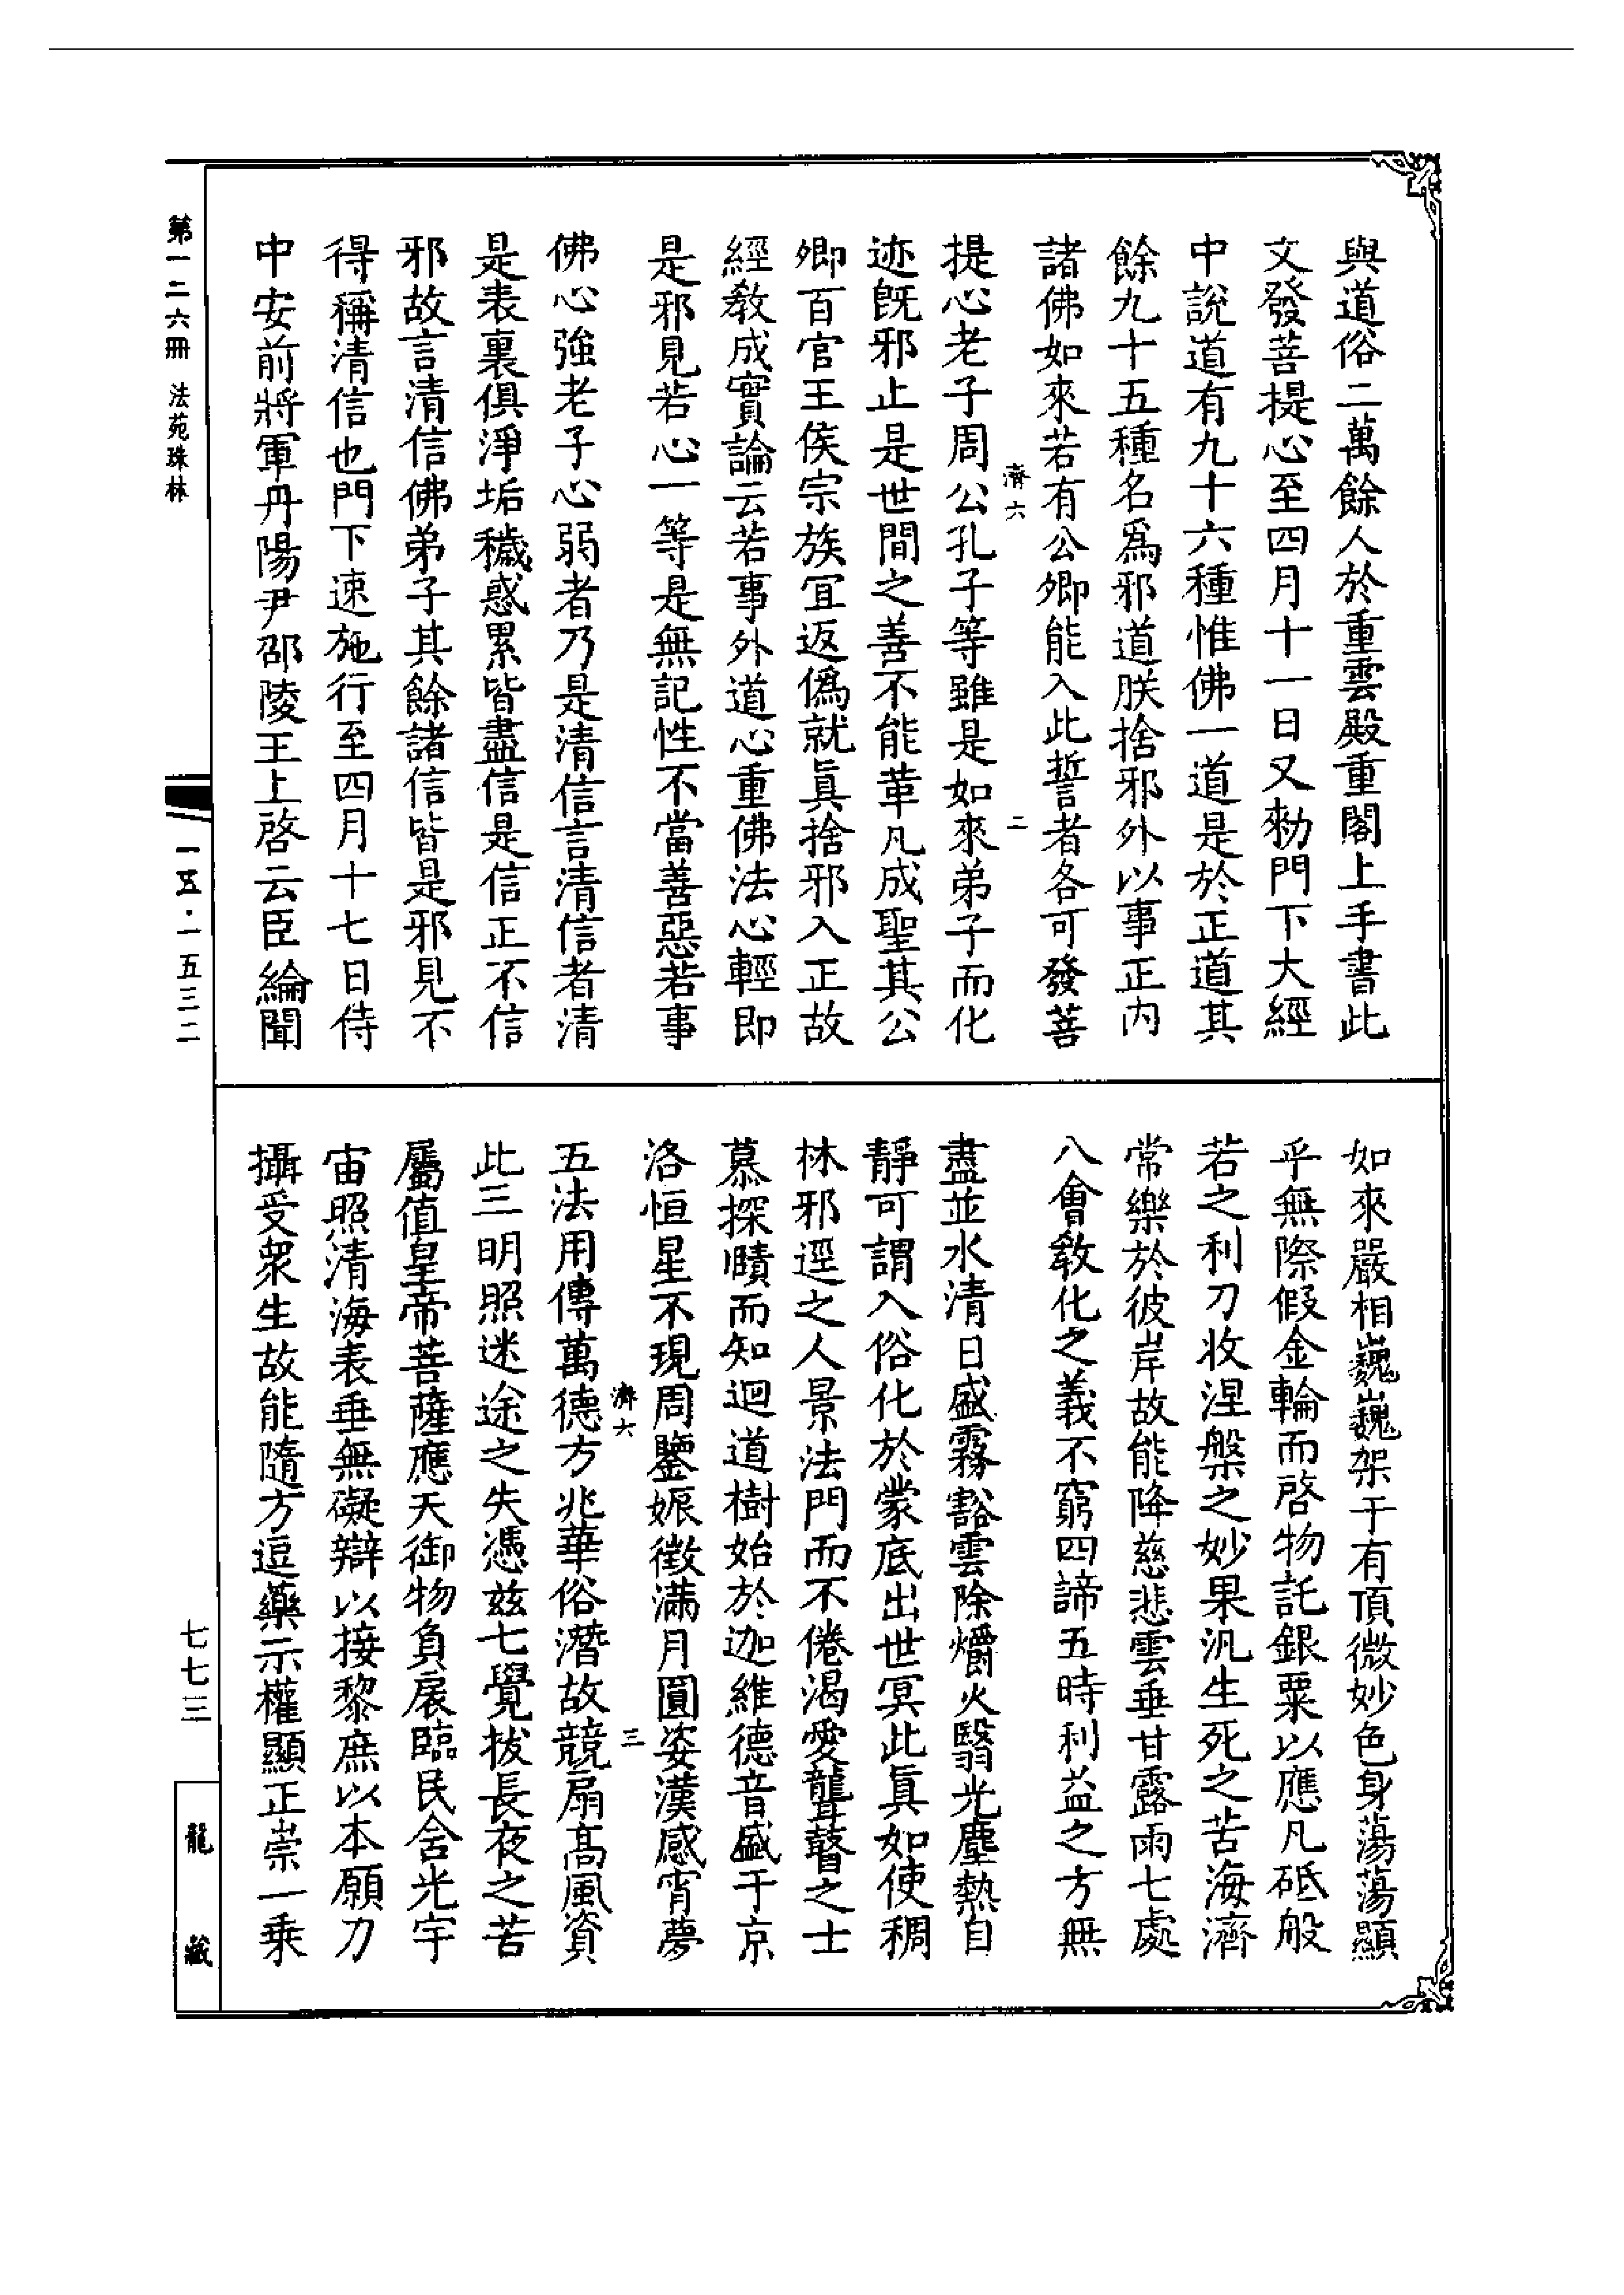 與道俗二萬餘人於重雲殿重閣上手書此
文發菩提心至四月十一日又勑門下大經
中說道有九十六種惟佛一道是於正道其
餘九十五種名爲邪道朕捨邪外以事正内
諸佛如來若有公卿能入此誓者各可發菩
濟六 二
提心老子周公孔子等雖是如來弟子而化
迹旣邪止是世間之善不能革凡成聖其公
卿百官王侯宗族宜返僞就眞捨邪入正故
經敎成實論云若事外道心重佛法心輕即
是邪見若心一等是無記性不當善惡若事
佛心強老子心弱者乃是清信言清信者清
是表裏俱淨垢穢惑累皆盡信是信正不信
邪故言清信佛弟子其餘諸信皆是邪見不
得稱清信也門下速施行至四月十七日侍
中安前將軍丹陽尹邵陵王上啓云臣綸聞
如來嚴相巍巍架于有頂微妙色身蕩蕩顯
乎無際假金輪而啓物託銀粟以應凡砥般
若之利刀收涅槃之妙果汎生死之苦海濟
常樂於彼岸故能降慈悲雲垂甘露雨七處
八會敎化之義不窮四諦五時利益之方無
盡並水清日盛霧豁雲除爝火翳光塵熱自
靜可謂入俗化於蒙底出世冥此眞如使稠
林邪逕之人景法門而不倦渴愛聾瞽之士
慕探賾而知迴道樹始於迦維德音盛于京
洛恒星不現周鑒娠徵滿月圓姿漢感宵夢
濟六 三
五法用傳萬德方兆華俗潛故競扇高風資
此三明照迷途之失憑茲七覺拔長夜之苦
屬值皇帝菩薩應天御物負扆臨民含光宇
宙照清海表垂無礙辯以接黎庶以本願力
攝受衆生故能隨方逗藥示權顯正崇一乘
第一二六冊 法苑珠林
一五·一五三二
七七三
龍藏